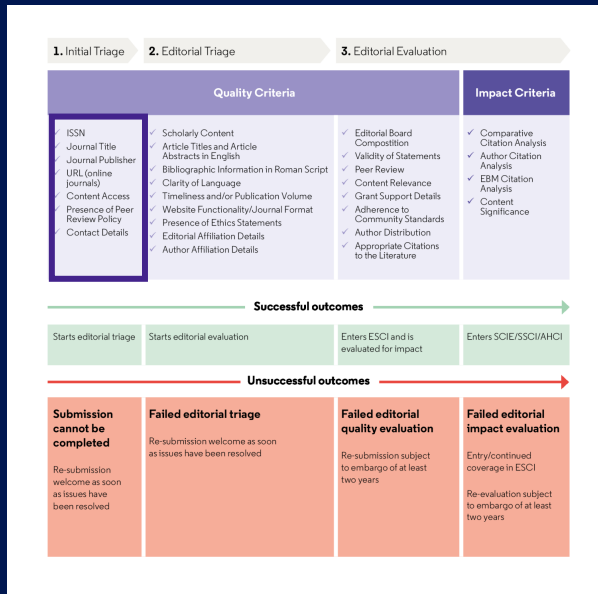 1. Initial Triage
2. Editorial Triage
3. Editorial Evaluation
Quality Criteria
Impact Criteria
✓ ISSN
✓ Journal Title
✓ Journal Publisher
✓ URL (online
journals)
✓ Content Access
✓ Presence of Peer
Review Policy
✓ Contact Details
✓ Scholarly Content
✓ Article Titles and Article
Abstracts in English
✓ Bibliographic Information in Roman Script
✓ Clarity of Language
✓ Timeliness and/or Publication Volume
✓ Website Functionality/Journal Format
✓ Presence of Ethics Statements
✓ Editorial Affiliation Details
✓ Author Affiliation Details
✓ Editorial Board
Compostition
✓ Validity of Statements
✓ Peer Review
✓ Content Relevance
✓ Grant Support Details
✓ Adherence to
Community Standards
✓ Author Distribution
✓ Appropriate Citations
to the Literature
✓ Comparative
Citation Analysis
✓ Author Citation
Analysis
✓ EBM Citation
Analysis
✓ Content
Significance
Successful outcomes
Starts editorial triage
Starts editorial evaluation
Enters ESCI and is
evaluated for impact
Enters SCIE/SSCI/AHCI
Unsuccessful outcomes
Submission
cannot be
completed
Re-submission
welcome as soon
as issues have
been resolved
Failed editorial triage
Re-submission welcome as soon
as issues have been resolved
Failed editorial
quality evaluation
Re-submission subject
to embargo of at least
two years
Failed editorial
impact evaluation
Entry/continued
coverage in ESCI
Re-evaluation subject
to embargo of at least
two years